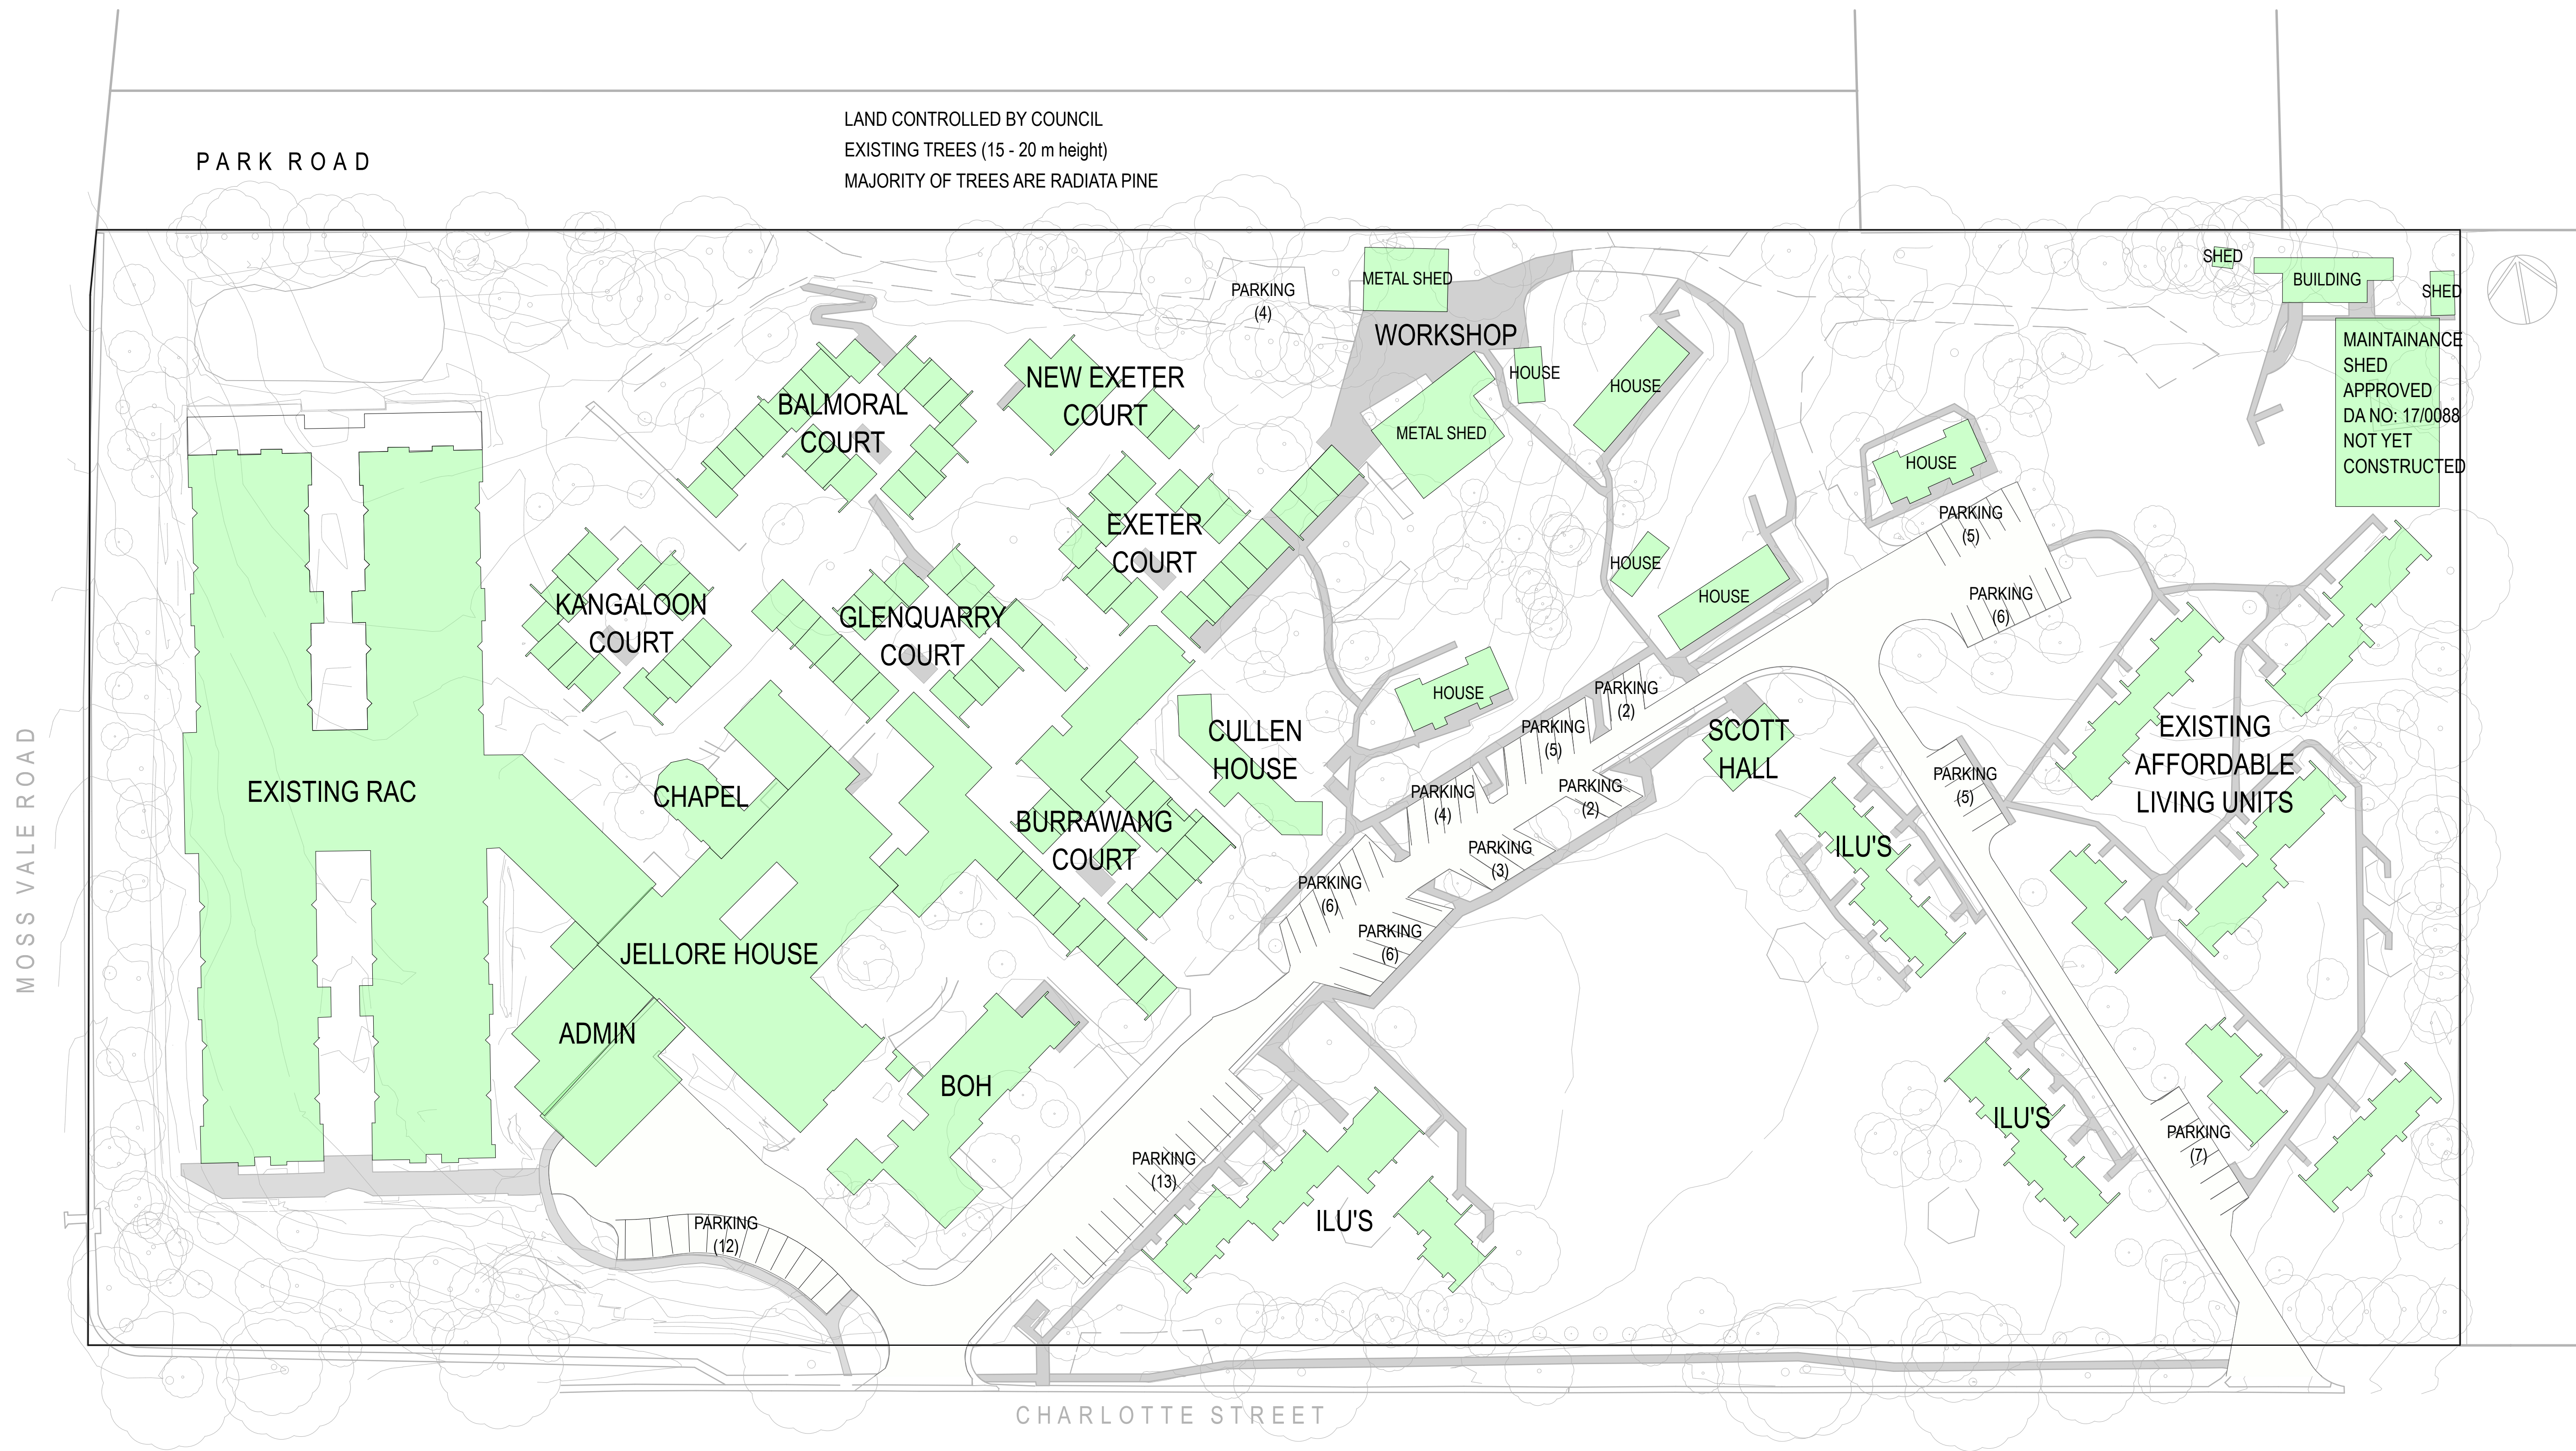 LAND CONTROLLED BY COUNCIL
EXISTING TREES (15 - 20 m height)
MAJORITY OF TREES ARE RADIATA PINE
PARK ROAD
SHED
BUILDING
SHED
METAL SHED
PARKING
(4)
WORKSHOP
MAINTAINANCE
SHED
APPROVED
DA NO: 17/0088
NOT YET
CONSTRUCTED
NEW EXETER
COURT
HOUSE
HOUSE
BALMORAL
COURT
METAL SHED
HOUSE
PARKING
(5)
EXETER
COURT
HOUSE
HOUSE
PARKING
(6)
KANGALOON
COURT
GLENQUARRY
COURT
HOUSE
PARKING
(2)
CULLEN
HOUSE
PARKING
(5)
SCOTT
HALL
EXISTING
AFFORDABLE
LIVING UNITS
PARKING
(5)
EXISTING RAC
CHAPEL
PARKING
(4)
PARKING
(2)
BURRAWANG
COURT
PARKING
(3)
ILU'S
PARKING
(6)
MOSS VALE ROAD
JELLORE HOUSE
PARKING
(6)
ADMIN
BOH
ILU'S
PARKING
(7)
PARKING
(13)
ILU'S
PARKING
(12)
CHARLOTTE STREET